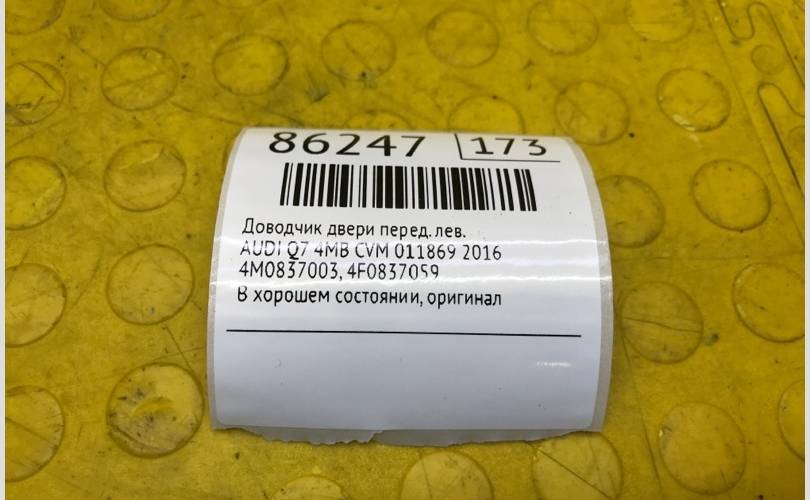 86247 173
Доводчик двери перед. лев.
AUDI Q7 4MB CVM 011869 2016
4M0837003, 4F0837059
В хорошем состоянии, оригинал